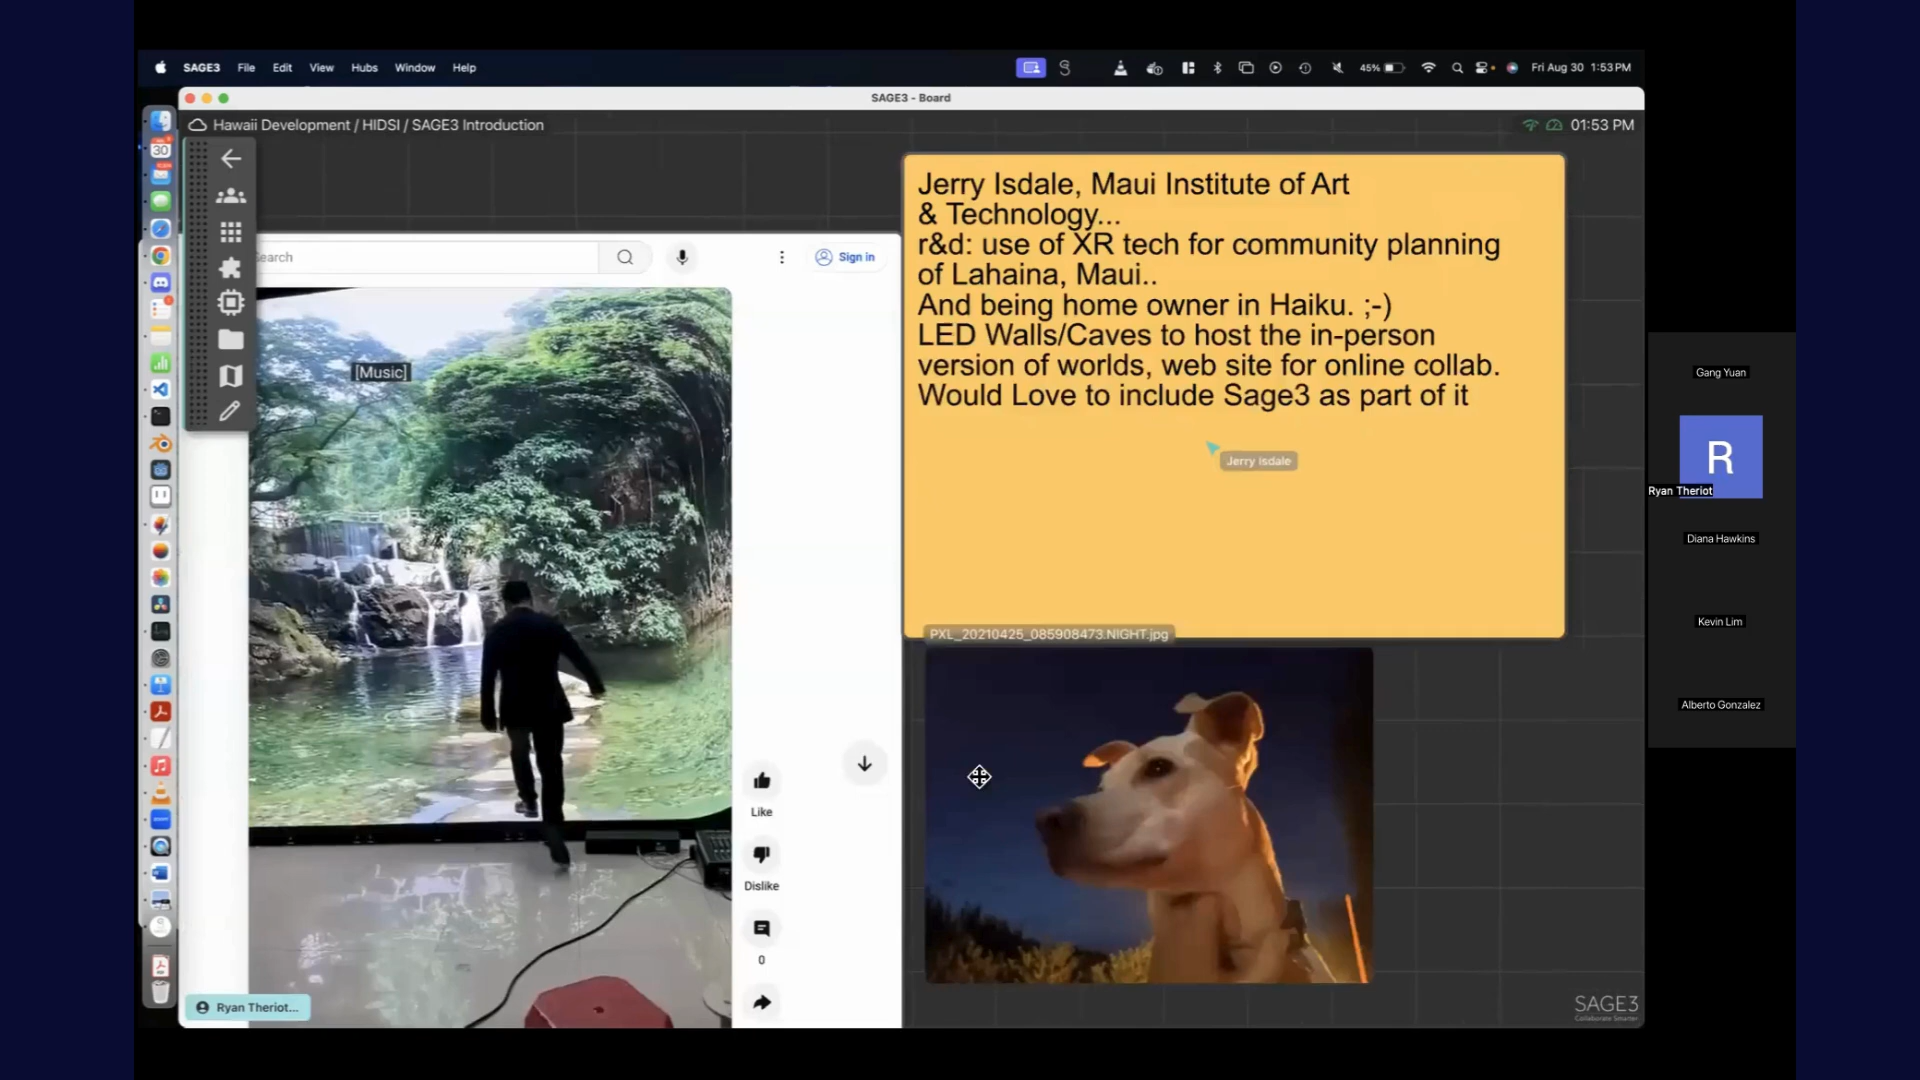 SAGE3 File Edit View Hubs Window Help
45% Fri Aug 30 1:53 PM
SAGE3 - Board
Hawaii Development / HIDSI / SAGE3 Introduction
01:53 PM
30
earch
Sign in
[Music]
Like
Dislike
0
Ryan Theriot...
Jerry Isdale, Maui Institute of Art
& Technology...
r&d: use of XR tech for community planning
of Lahaina, Maui..
And being home owner in Haiku. ;-)
LED Walls/Caves to host the in-person
version of worlds, web site for online collab.
Would Love to include Sage3 as part of it
Jerry Isdale
PXL_20210425_085908473.NIGHT.jpg
SAGE3
Collaborate Smarter
Gang Yuan
R
Ryan Theriot
Diana Hawkins
Kevin Lim
Alberto Gonzalez